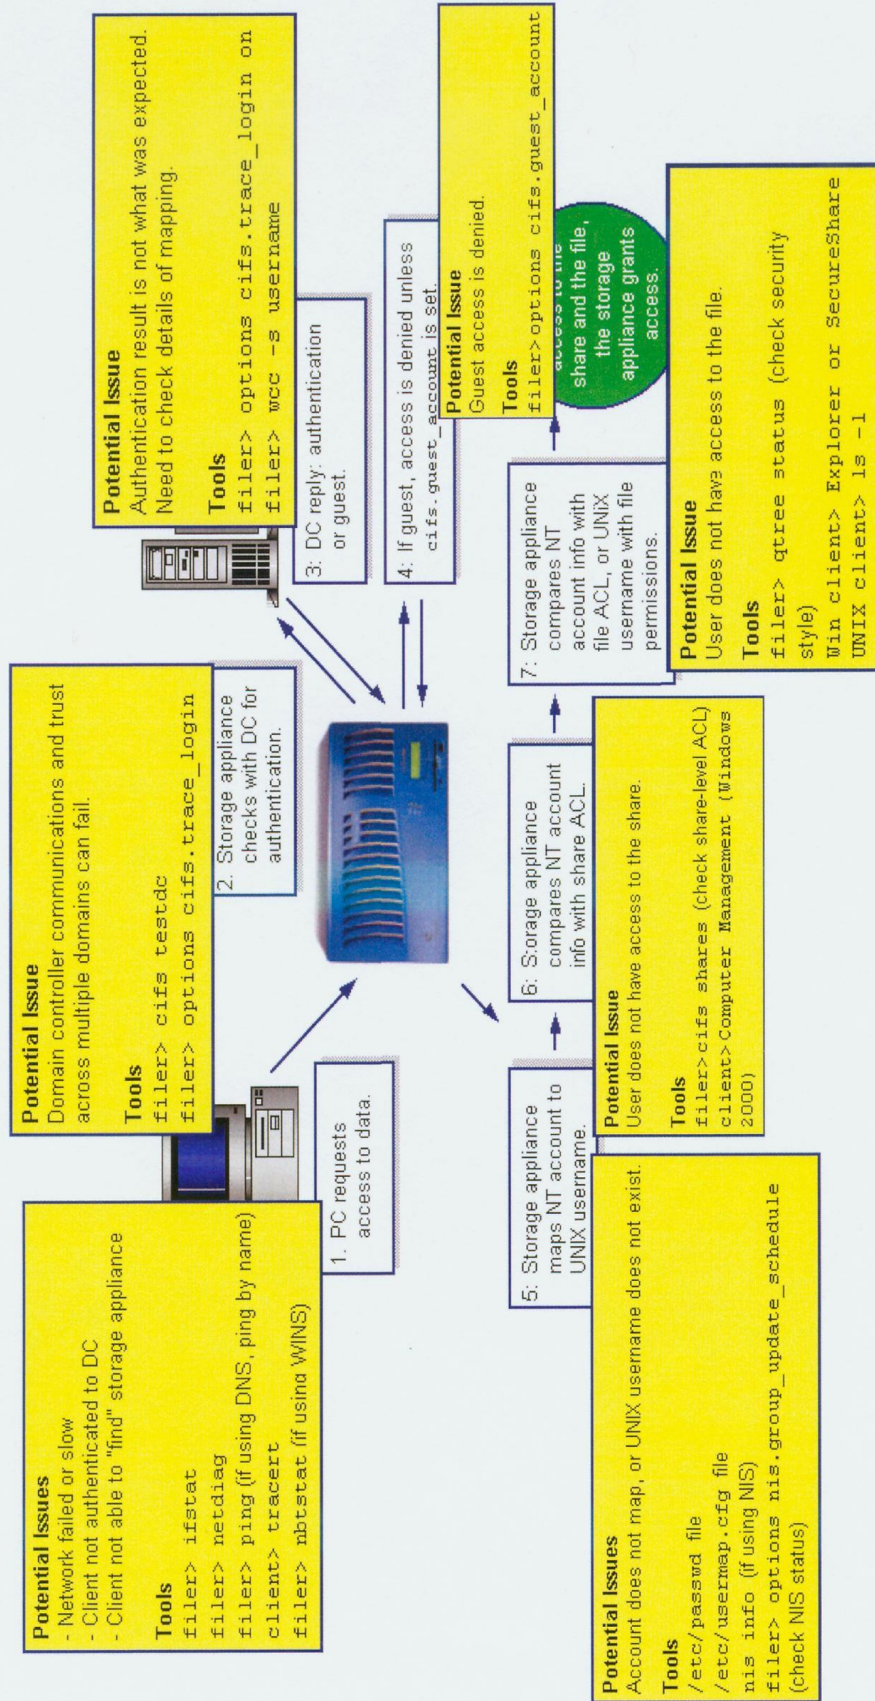 Potential Issues
- Network failed or slow
- Client not authenticated to DC
- Client not able to "find" storage appliance
Tools
filer> ifstat
filer> netdiag
filer> ping (if using DNS, ping by name)
client> tracert
filer> nbtstat (if using WINS)
1. PC requests
access to data.
Potential Issue
Domain controller communications and trust
across multiple domains can fail.
Tools
filer> cifs testdc
filer> options cifs.trace_login
2. Storage appliance
checks with DC for
authentication.
Potential Issue
Authentication result is not what was expected.
Need to check details of mapping.
Tools
filer> options cifs.trace_login on
filer> wcc -s username
3: DC reply: authentication
or guest.
4: If guest, access is denied unless
cifs.guest_account is set.
Potential Issue
Guest access is denied.
Tools
filer>options cifs.guest_account
5: Storage appliance
maps NT account to
UNIX username.
Potential Issues
Account does not map, or UNIX username does not exist.
Tools
/etc/passwd file
/etc/usermap.cfg file
nis info (if using NIS)
filer> options nis.group_update_schedule
(check NIS status)
6: Storage appliance
compares NT account
info with share ACL.
Potential Issue
User does not have access to the share.
Tools
filer>cifs shares (check share-level ACL)
client>Computer Management (Windows
2000)
7: Storage appliance
compares NT
account info with
file ACL, or UNIX
username with file
permissions.
Potential Issue
User does not have access to the file.
Tools
filer> qtree status (check security
style)
Win client> Explorer or SecureShare
UNIX client> ls -l
access to the
share and the file,
the storage
appliance grants
access.